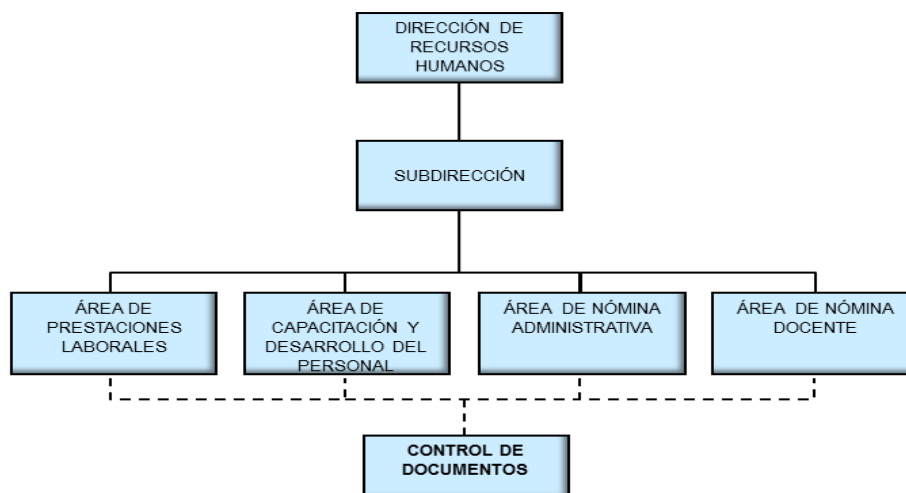 DIRECCIÓN DE
RECURSOS
HUMANOS
SUBDIRECCIÓN
ÁREA DE
PRESTACIONES
LABORALES
ÁREA DE
CAPACITACIÓN Y
DESARROLLO DEL
PERSONAL
ÁREA DE NÓMINA
ADMINISTRATIVA
ÁREA DE NÓMINA
DOCENTE
CONTROL DE
DOCUMENTOS